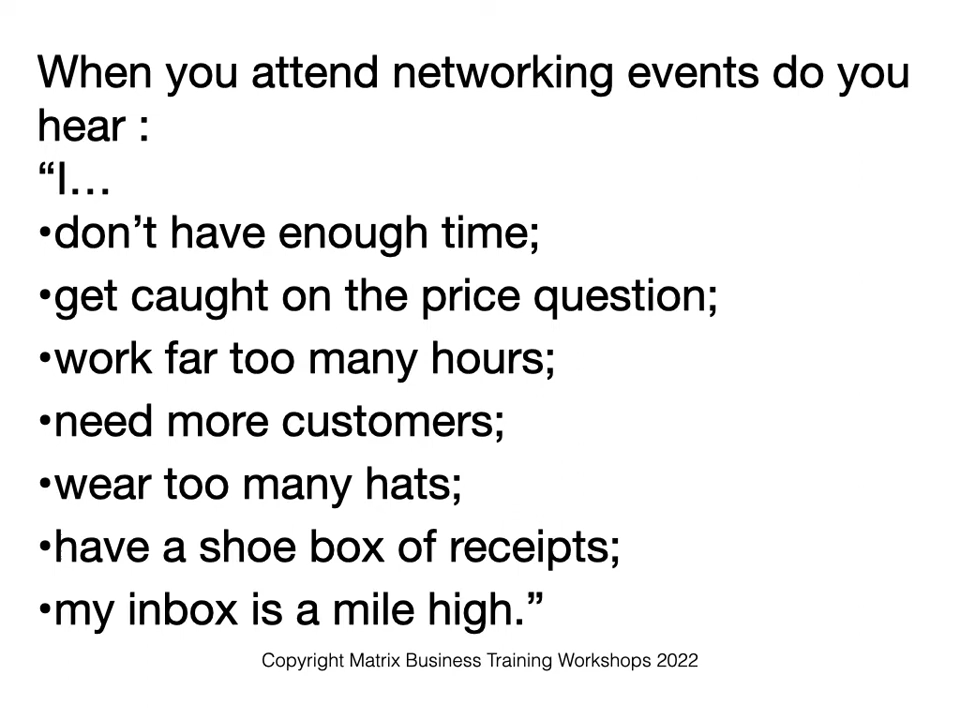 When you attend networking events do you
hear :
“I…
•don’t have enough time;
•get caught on the price question;
•work far too many hours;
•need more customers;
•wear too many hats;
•have a shoe box of receipts;
•my inbox is a mile high.”
Copyright Matrix Business Training Workshops 2022